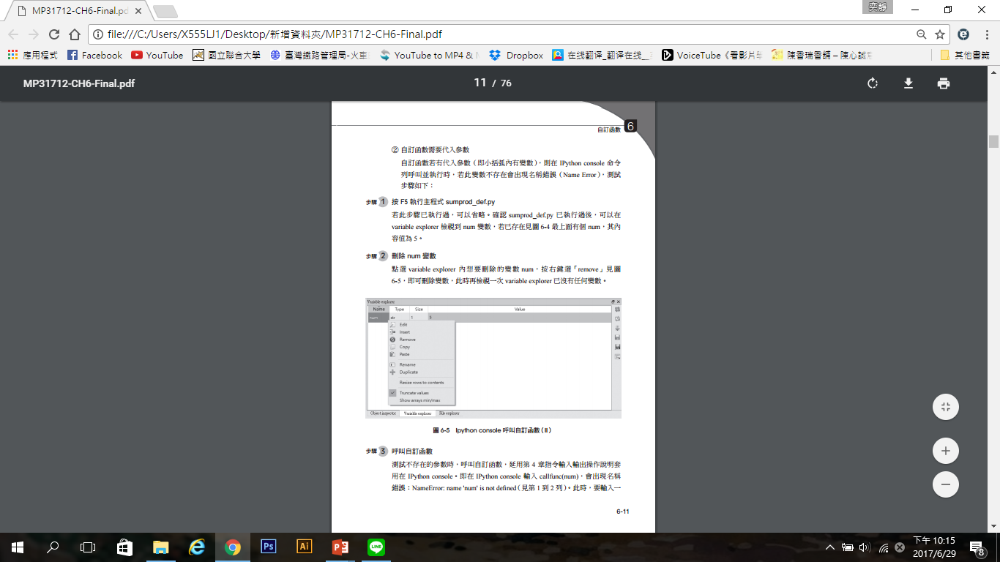 MP31712-CH6-Final.pd
奕靜
file:///C:/Users/X555LJ1/Desktop/新增資料夾/MP31712-CH6-Final.pdf
應用程式 Facebook YouTube 國立聯合大學 臺灣鐵路管理局-火車 YouTube to MP4 & Dropbox 在线翻译_翻译在线__ VoiceTube《看影片 陳香瑞香舖 – 陳心誠 其他書籤
MP31712-CH6-Final.pdf 11 / 76
自訂函數 6
② 自訂函數需要代入參數
自訂函數若有代入參數（即小括弧內有變數），則在 IPython console 命令
列呼叫並執行時，若此變數不存在會出現名稱錯誤（Name Error），測試
步驟如下：
步驟 1 按 F5 執行主程式 sumprod_def.py
若此步驟已執行過，可以省略。確認 sumprod_def.py 已執行過後，可以在
variable explorer 檢視到 num 變數，若已存在見圖 6-4 最上面有個 num，其內
容值為 5。
步驟 2 刪除 num 變數
點選 variable explorer 內想要刪除的變數 num，按右鍵選「remove」見圖
6-5，即可刪除變數，此時再檢視一次 variable explorer 已沒有任何變數。
Variable explorer
Name Type Size Value
num str 1 5
Edit
Insert
Remove
Copy
Paste
Rename
Duplicate
Resize rows to contents
Truncate values
Show arrays min/max
Object inspector Variable explorer File explorer
圖 6-5 Ipython console 呼叫自訂函數（II）
步驟 3 呼叫自訂函數
測試不存在的參數時，呼叫自訂函數，延用第 4 章指令輸入輸出操作說明套
用在 IPython console。即在 IPython console 輸入 callfunc(num)，會出現名稱
錯誤：NameError: name 'num' is not defined（見第 1 到 2 列）。此時，要輸入一
6-11
Ps Ai
LINE
下午 10:15
2017/6/29
8